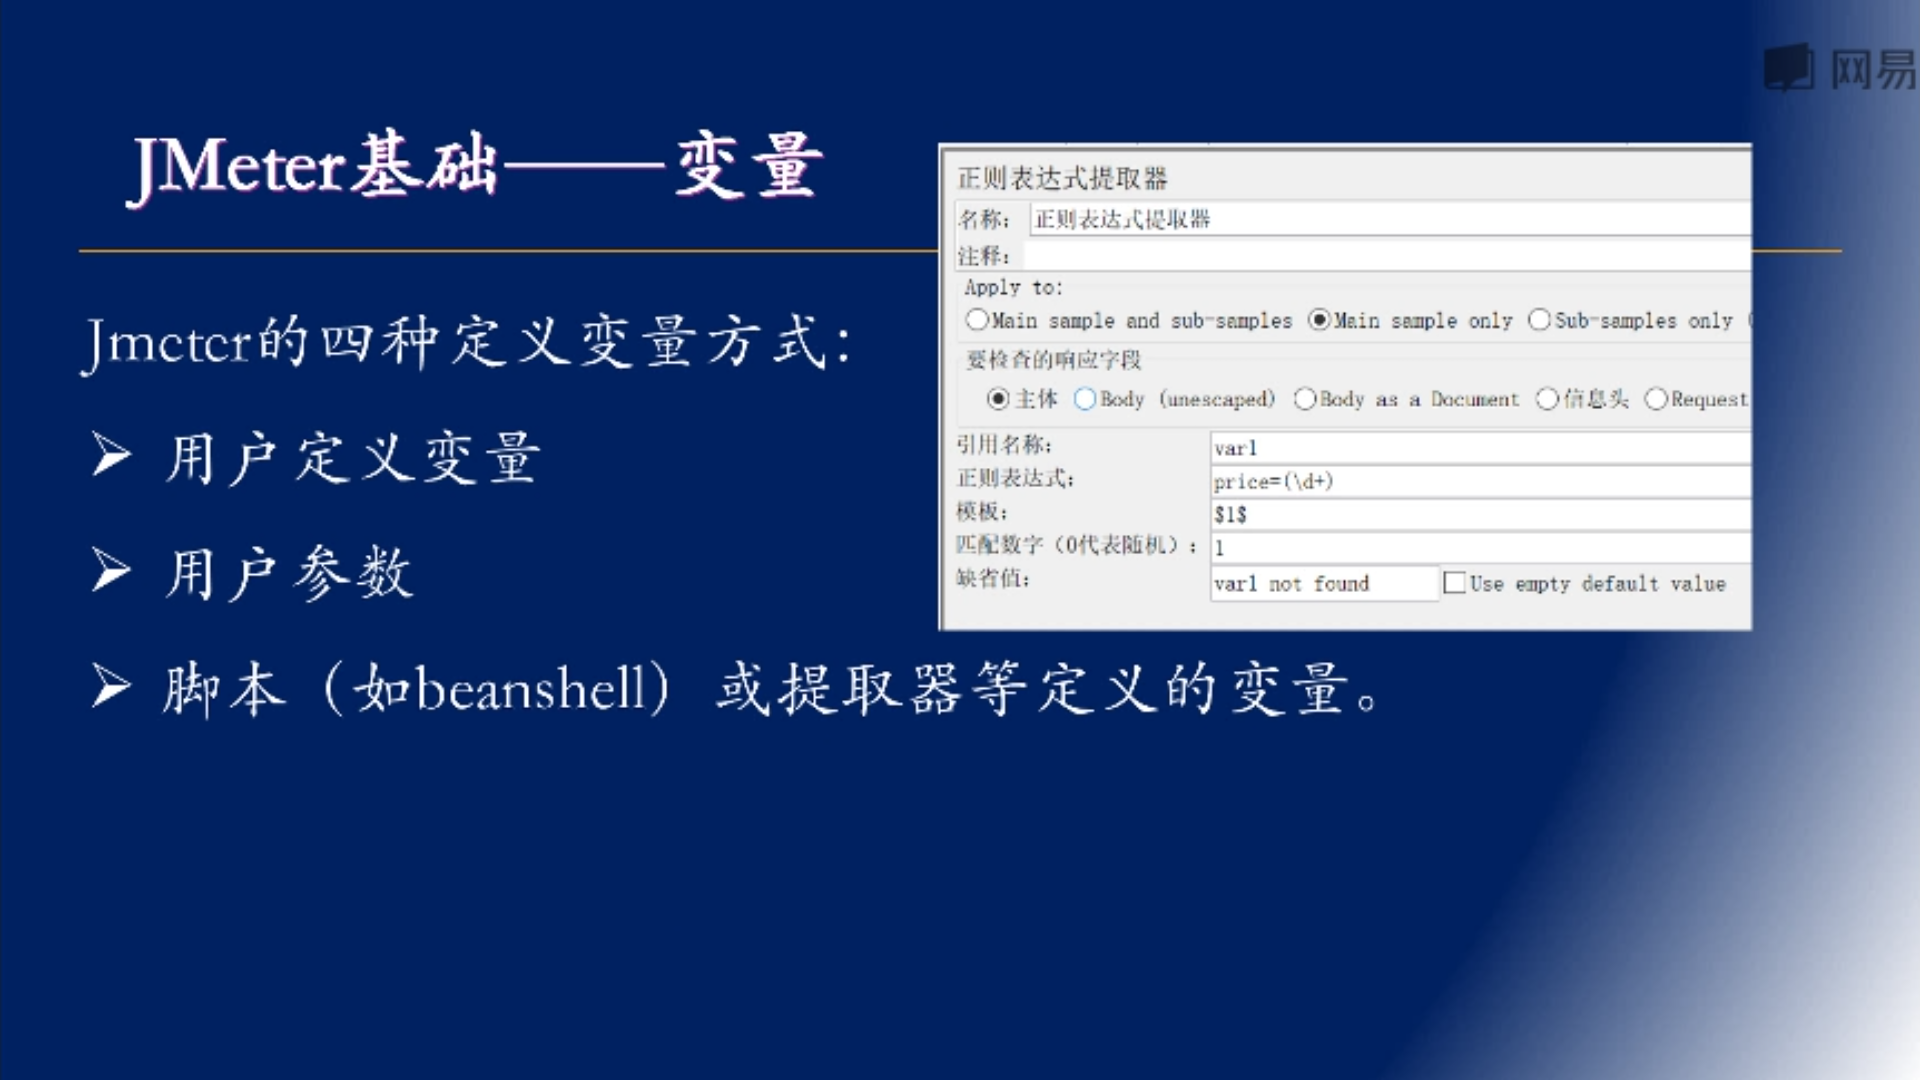 网易
JMeter基础——变量
Jmeter的四种定义变量方式：
➢ 用户定义变量
➢ 用户参数
➢ 脚本（如beanshell）或提取器等定义的变量。
正则表达式提取器
名称： 正则表达式提取器
注释：
Apply to:
Main sample and sub-samples Main sample only Sub-samples only (
要检查的响应字段
主体 Body (unescaped) Body as a Document 信息头 Request
引用名称： var1
正则表达式： price=(\d+)
模板： $1$
匹配数字（0代表随机）： 1
缺省值： var1 not found Use empty default value